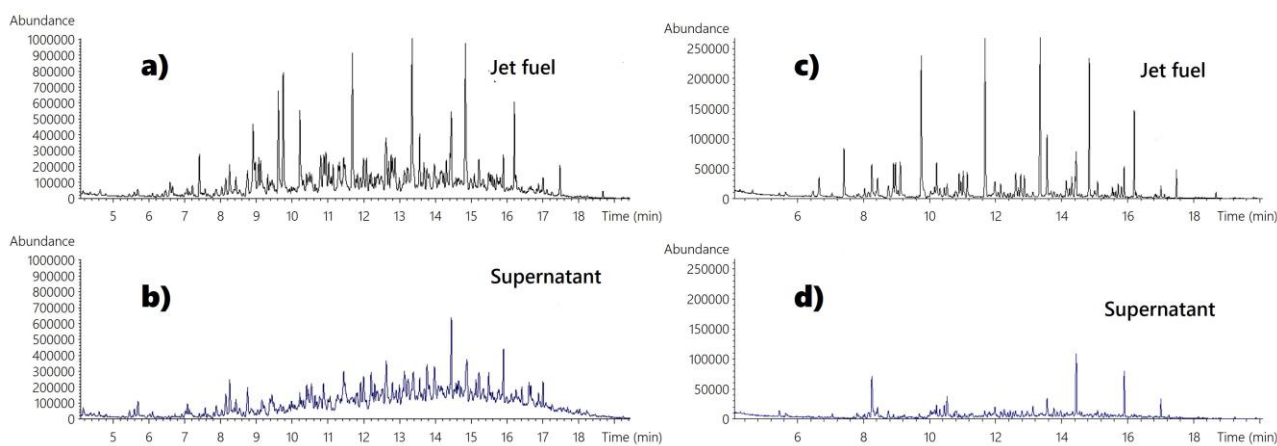 Abundance
1000000
900000
800000
700000
600000
500000
400000
300000
200000
100000
0
a)
Jet fuel
5 6 7 8 9 10 11 12 13 14 15 16 17 18 Time (min)
Abundance
250000
200000
150000
100000
50000
0
c)
Jet fuel
6 8 10 12 14 16 18 Time (min)
Abundance
1000000
900000
800000
700000
600000
500000
400000
300000
200000
100000
0
b)
Supernatant
5 6 7 8 9 10 11 12 13 14 15 16 17 18 Time (min)
Abundance
250000
200000
150000
100000
50000
0
d)
Supernatant
6 8 10 12 14 16 18 Time (min)